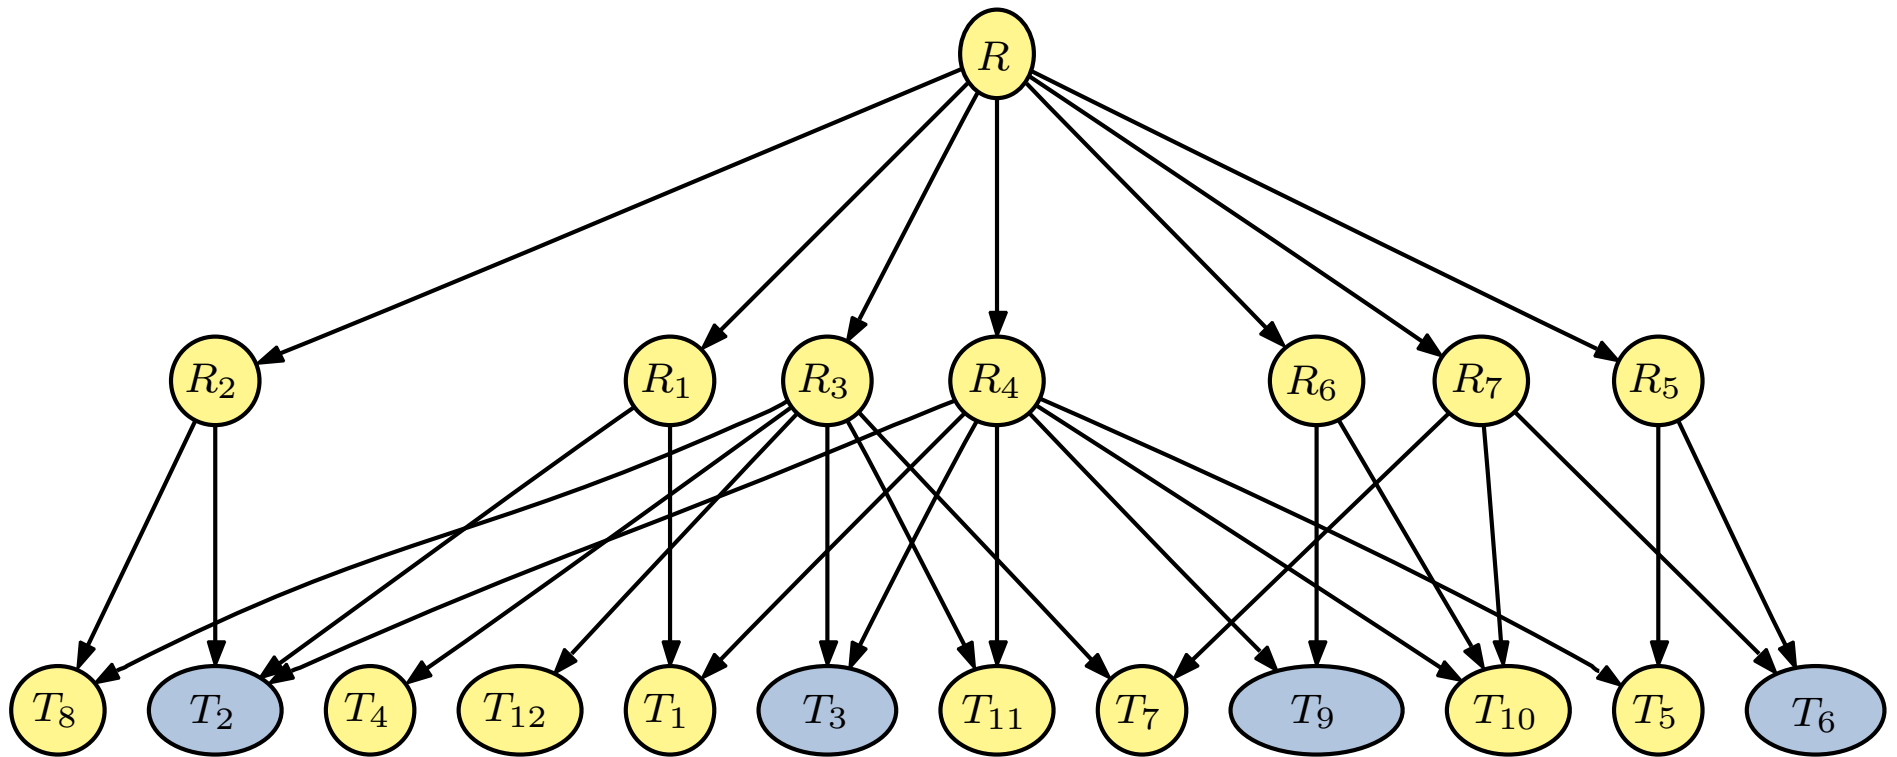 R
R₂ R₁ R₃ R₄ R₆ R₇ R₅
T₈ T₂ T₄ T₁₂ T₁ T₃ T₁₁ T₇ T₉ T₁₀ T₅ T₆